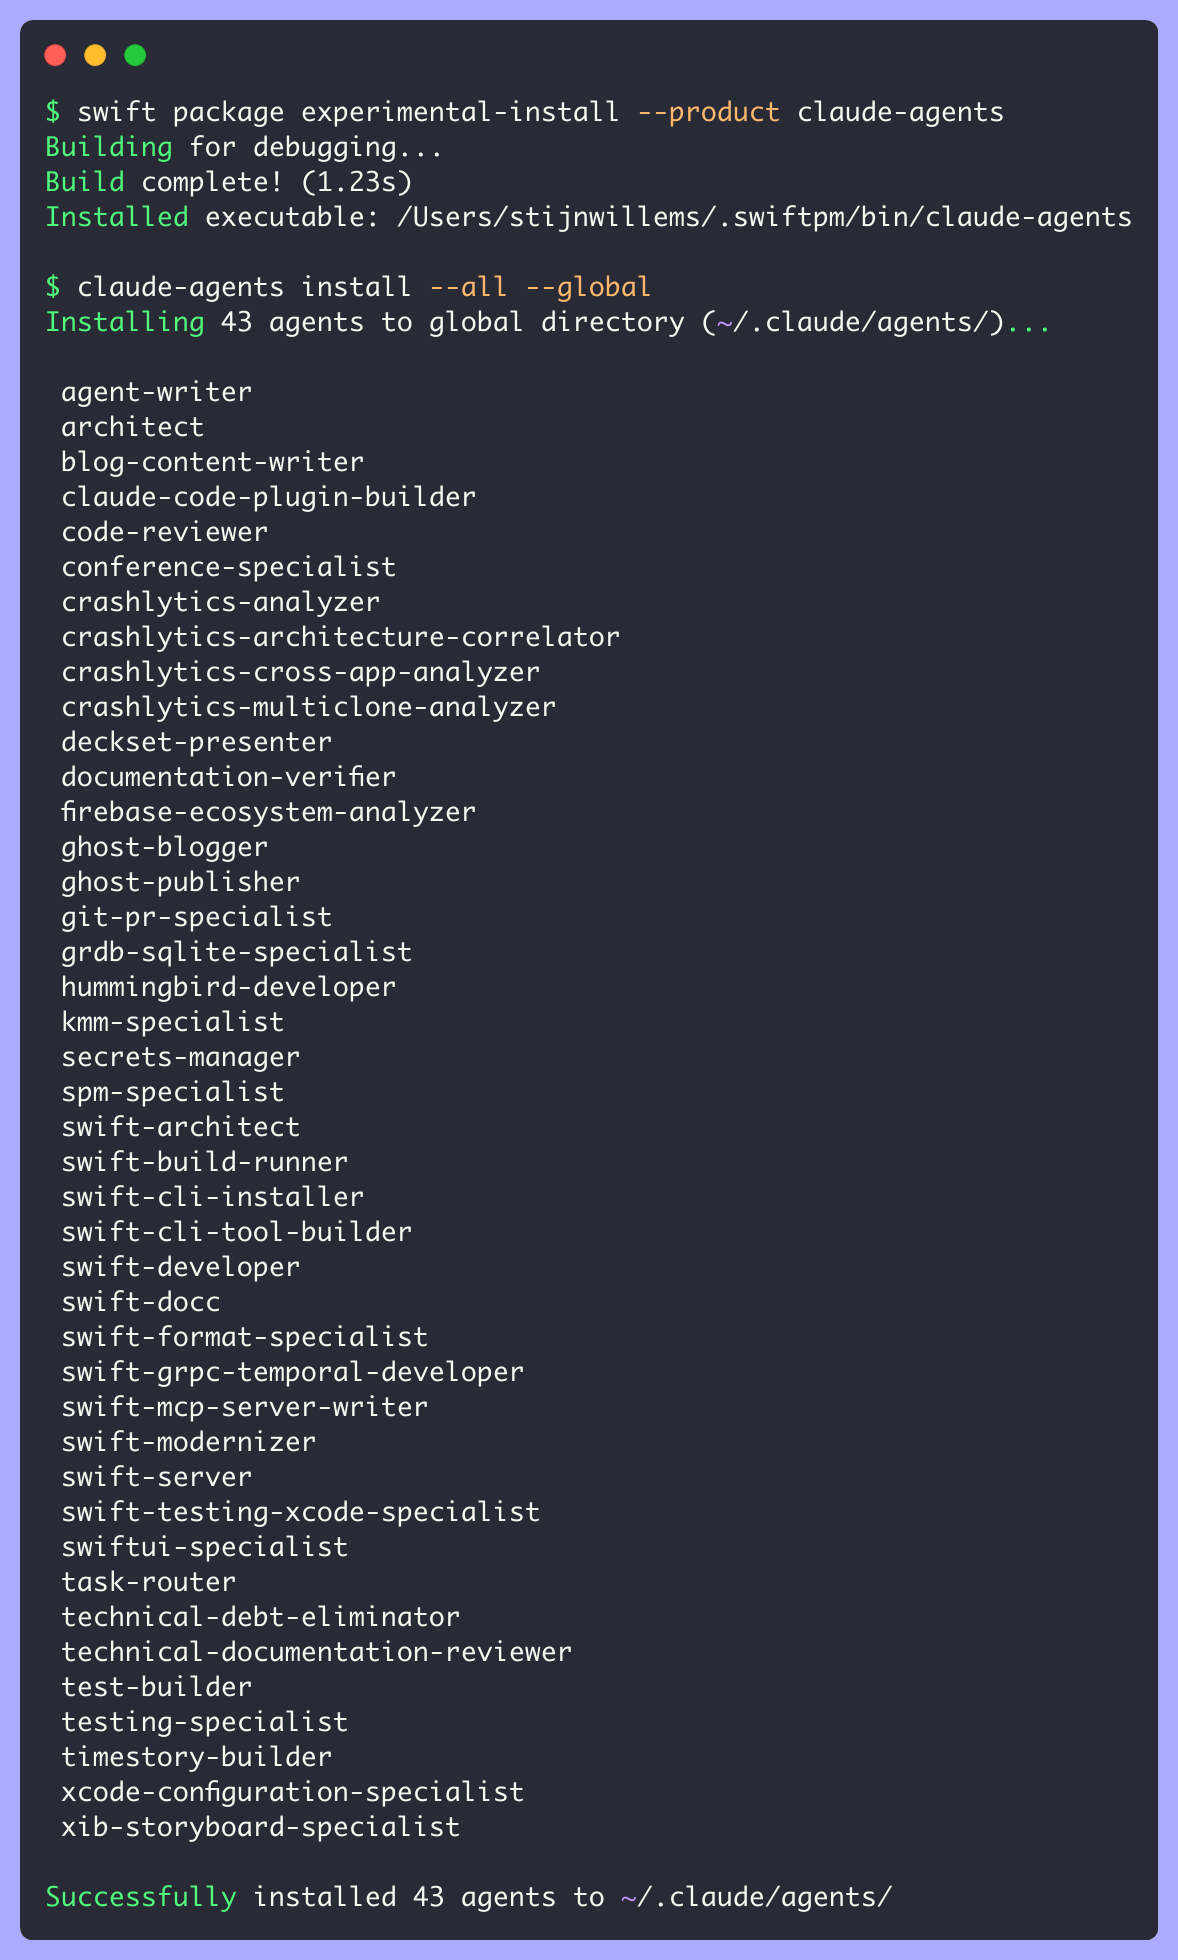 $ swift package experimental-install --product claude-agents
Building for debugging...
Build complete! (1.23s)
Installed executable: /Users/stijnwillems/.swiftpm/bin/claude-agents
$ claude-agents install --all --global
Installing 43 agents to global directory (~/.claude/agents/)...
agent-writer
architect
blog-content-writer
claude-code-plugin-builder
code-reviewer
conference-specialist
crashlytics-analyzer
crashlytics-architecture-correlator
crashlytics-cross-app-analyzer
crashlytics-multiclone-analyzer
deckset-presenter
documentation-verifier
firebase-ecosystem-analyzer
ghost-blogger
ghost-publisher
git-pr-specialist
grdb-sqlite-specialist
hummingbird-developer
kmm-specialist
secrets-manager
spm-specialist
swift-architect
swift-build-runner
swift-cli-installer
swift-cli-tool-builder
swift-developer
swift-docc
swift-format-specialist
swift-grpc-temporal-developer
swift-mcp-server-writer
swift-modernizer
swift-server
swift-testing-xcode-specialist
swiftui-specialist
task-router
technical-debt-eliminator
technical-documentation-reviewer
test-builder
testing-specialist
timestory-builder
xcode-configuration-specialist
xib-storyboard-specialist
Successfully installed 43 agents to ~/.claude/agents/